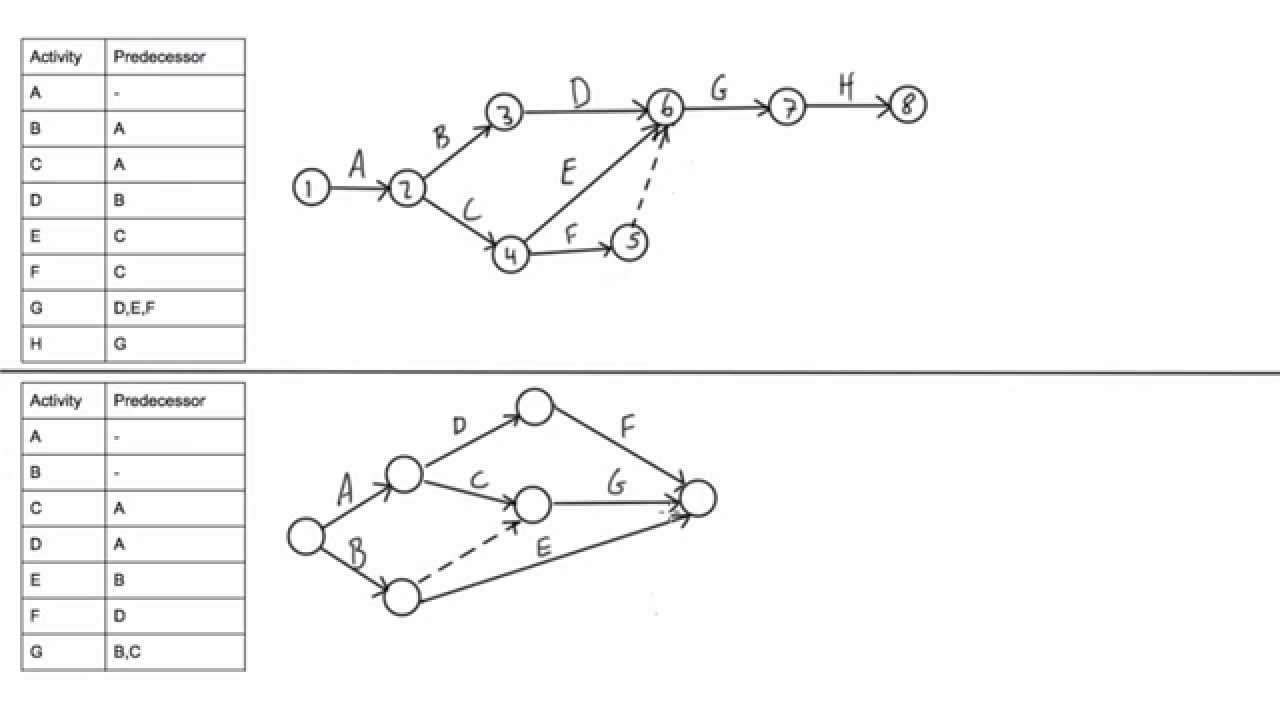 Activity Predecessor
A -
B A
C A
D B
E C
F C
G D,E,F
H G
1 A 2 B 3 D 6 G 7 H 8
C 4 E F 5
Activity Predecessor
A -
B -
C A
D A
E B
F D
G B,C
A D F
C G
B E